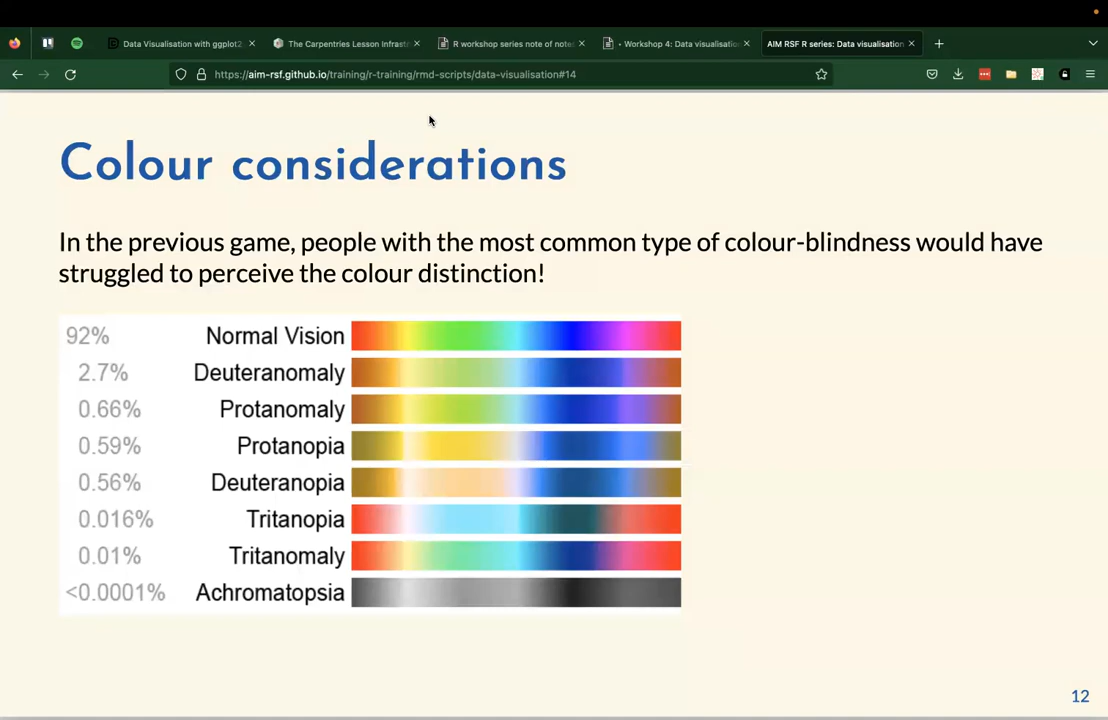 Data Visualisation with ggplot2
The Carpentries Lesson Infrast
R workshop series note of note
• Workshop 4: Data visualisatio
AIM RSF R series: Data visualisation
https://aim-rsf.github.io/training/r-training/rmd-scripts/data-visualisation#14
Colour considerations
In the previous game, people with the most common type of colour-blindness would have
struggled to perceive the colour distinction!
92% Normal Vision
2.7% Deuteranomaly
0.66% Protanomaly
0.59% Protanopia
0.56% Deuteranopia
0.016% Tritanopia
0.01% Tritanomaly
<0.0001% Achromatopsia
12